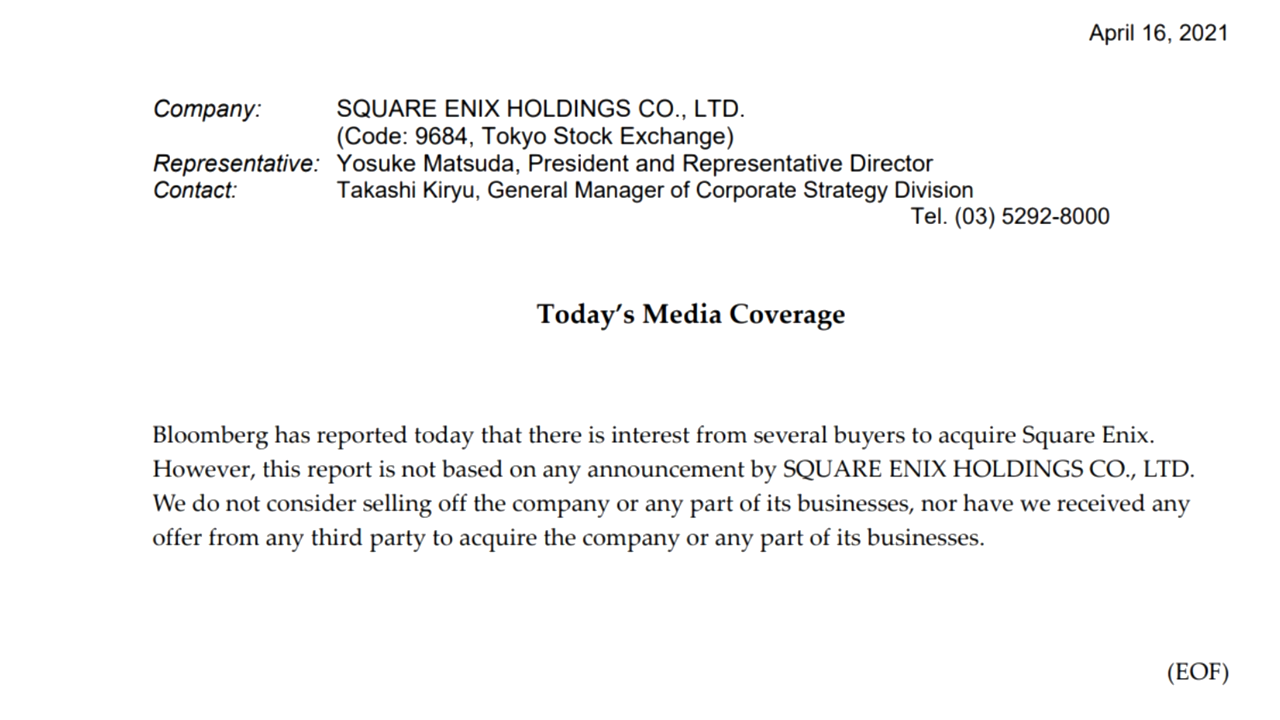 April 16, 2021
Company: SQUARE ENIX HOLDINGS CO., LTD.
(Code: 9684, Tokyo Stock Exchange)
Representative: Yosuke Matsuda, President and Representative Director
Contact: Takashi Kiryu, General Manager of Corporate Strategy Division
Tel. (03) 5292-8000
Today’s Media Coverage
Bloomberg has reported today that there is interest from several buyers to acquire Square Enix.
However, this report is not based on any announcement by SQUARE ENIX HOLDINGS CO., LTD.
We do not consider selling off the company or any part of its businesses, nor have we received any
offer from any third party to acquire the company or any part of its businesses.
(EOF)